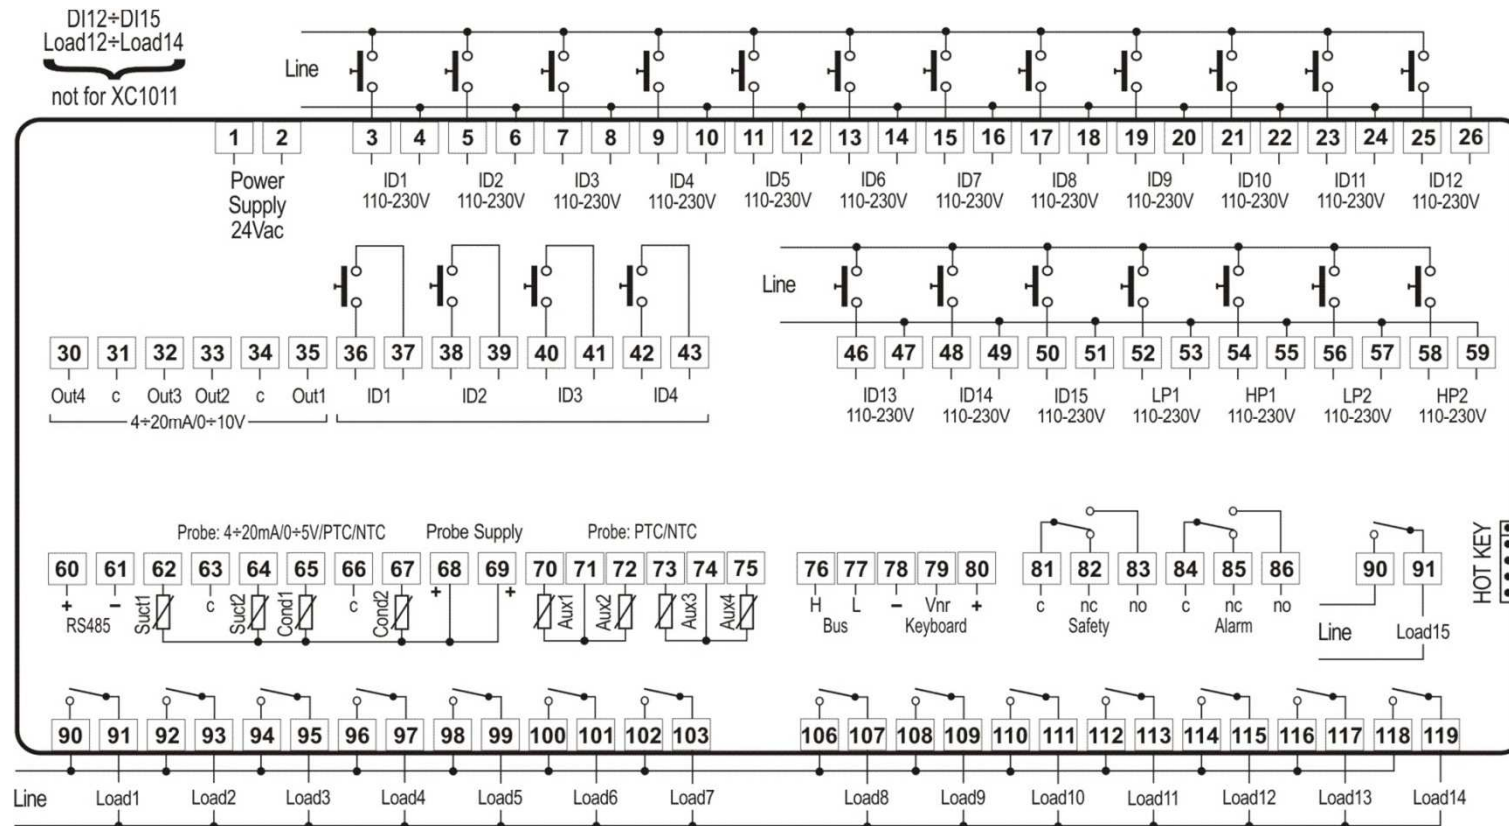 DI12÷DI15
Load12÷Load14
not for XC1011
Line
1 2 3 4 5 6 7 8 9 10 11 12 13 14 15 16 17 18 19 20 21 22 23 24 25 26
Power
Supply
24Vac
ID1 ID2 ID3 ID4 ID5 ID6 ID7 ID8 ID9 ID10 ID11 ID12
110-230V 110-230V 110-230V 110-230V 110-230V 110-230V 110-230V 110-230V 110-230V 110-230V 110-230V 110-230V
Line
30 31 32 33 34 35 36 37 38 39 40 41 42 43 46 47 48 49 50 51 52 53 54 55 56 57 58 59
Out4 c Out3 Out2 c Out1 ID1 ID2 ID3 ID4 ID13 ID14 ID15 LP1 HP1 LP2 HP2
4÷20mA/0÷10V
110-230V 110-230V 110-230V 110-230V 110-230V 110-230V 110-230V
Probe: 4÷20mA/0÷5V/PTC/NTC Probe Supply Probe: PTC/NTC
60 61 62 63 64 65 66 67 68 69 70 71 72 73 74 75 76 77 78 79 80 81 82 83 84 85 86 90 91
HOT KEY
+ – Suct1 c Suct2 Cond1 c Cond2 + + Aux1 Aux2 Aux3 Aux4 H L – Vnr + c nc no c nc no
RS485 Bus Keyboard Safety Alarm
Line Load15
90 91 92 93 94 95 96 97 98 99 100 101 102 103 106 107 108 109 110 111 112 113 114 115 116 117 118 119
Line Load1 Load2 Load3 Load4 Load5 Load6 Load7 Load8 Load9 Load10 Load11 Load12 Load13 Load14